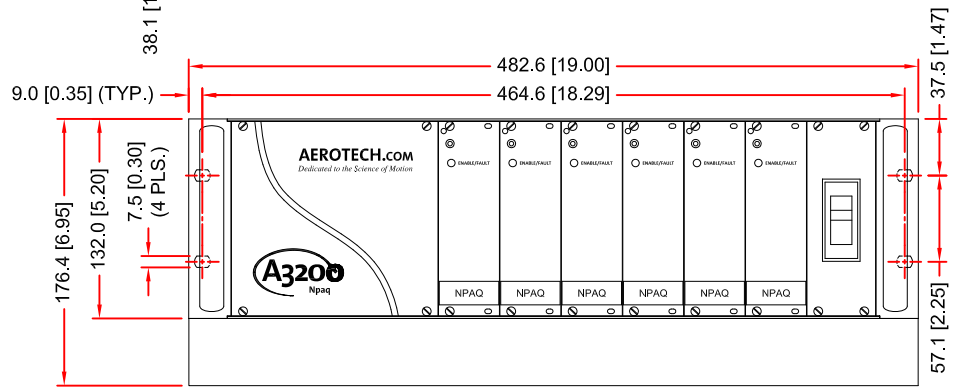 38.1 [1
482.6 [19.00]
37.5 [1.47]
9.0 [0.35] (TYP.)
464.6 [18.29]
176.4 [6.95]
132.0 [5.20]
7.5 [0.30]
(4 PLS.)
AEROTECH.COM
Dedicated to the Science of Motion
ENABLE/FAULT
ENABLE/FAULT
ENABLE/FAULT
ENABLE/FAULT
ENABLE/FAULT
ENABLE/FAULT
A3200
Npaq
NPAQ
NPAQ
NPAQ
NPAQ
NPAQ
NPAQ
57.1 [2.25]